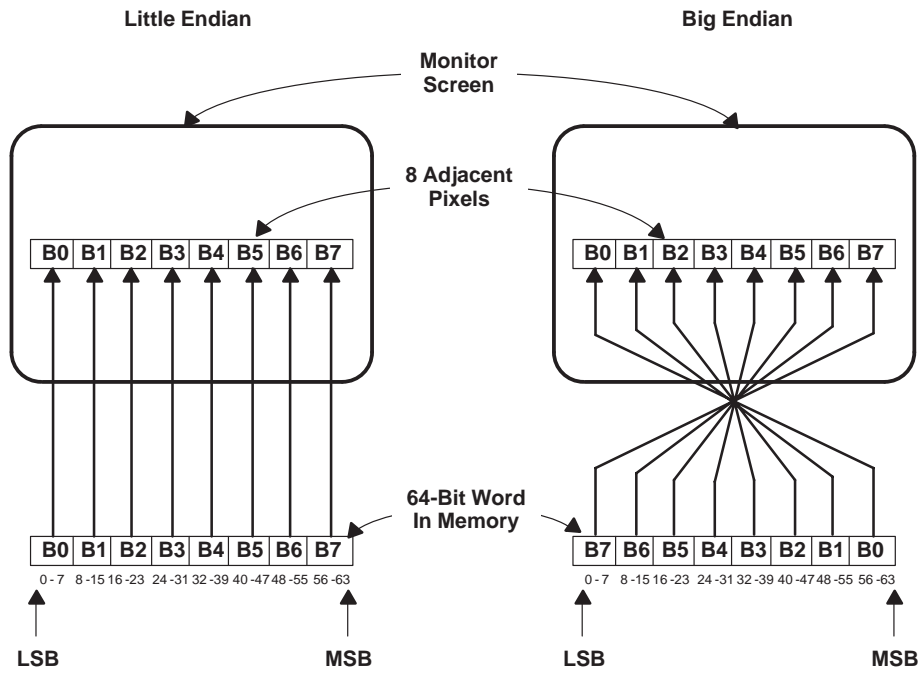 Little Endian
Big Endian
Monitor
Screen
8 Adjacent
Pixels
B0 B1 B2 B3 B4 B5 B6 B7
B0 B1 B2 B3 B4 B5 B6 B7
64-Bit Word
In Memory
B0 B1 B2 B3 B4 B5 B6 B7
B7 B6 B5 B4 B3 B2 B1 B0
0 - 7 8 -15 16 -23 24 -31 32 -39 40 -47 48 -55 56 -63
0 - 7 8 -15 16 -23 24 -31 32 -39 40 -47 48 -55 56 -63
LSB
MSB
LSB
MSB